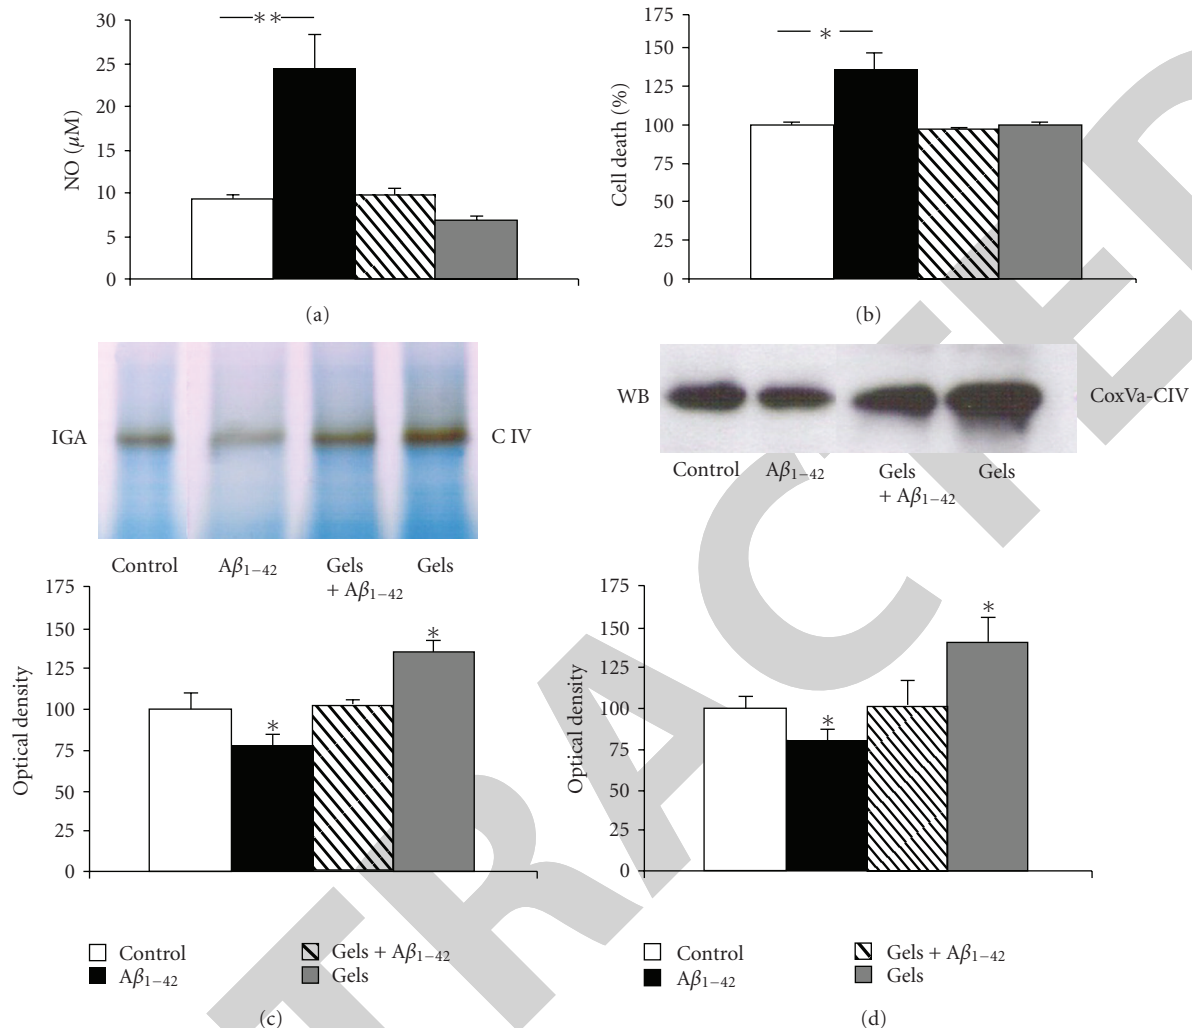 30
25
20
15
10
5
0
NO (μM)
∗∗
(a)
175
150
125
100
75
50
25
0
Cell death (%)
∗
(b)
IGA
C IV
Control
Aβ1−42
Gels
+ Aβ1−42
Gels
WB
CoxVa-CIV
Control
Aβ1−42
Gels
+ Aβ1−42
Gels
175
150
125
100
75
50
25
0
Optical density
∗
∗
Control
Aβ1−42
Gels + Aβ1−42
Gels
(c)
175
150
125
100
75
50
25
0
Optical density
∗
∗
Control
Aβ1−42
Gels + Aβ1−42
Gels
(d)
TRACTED